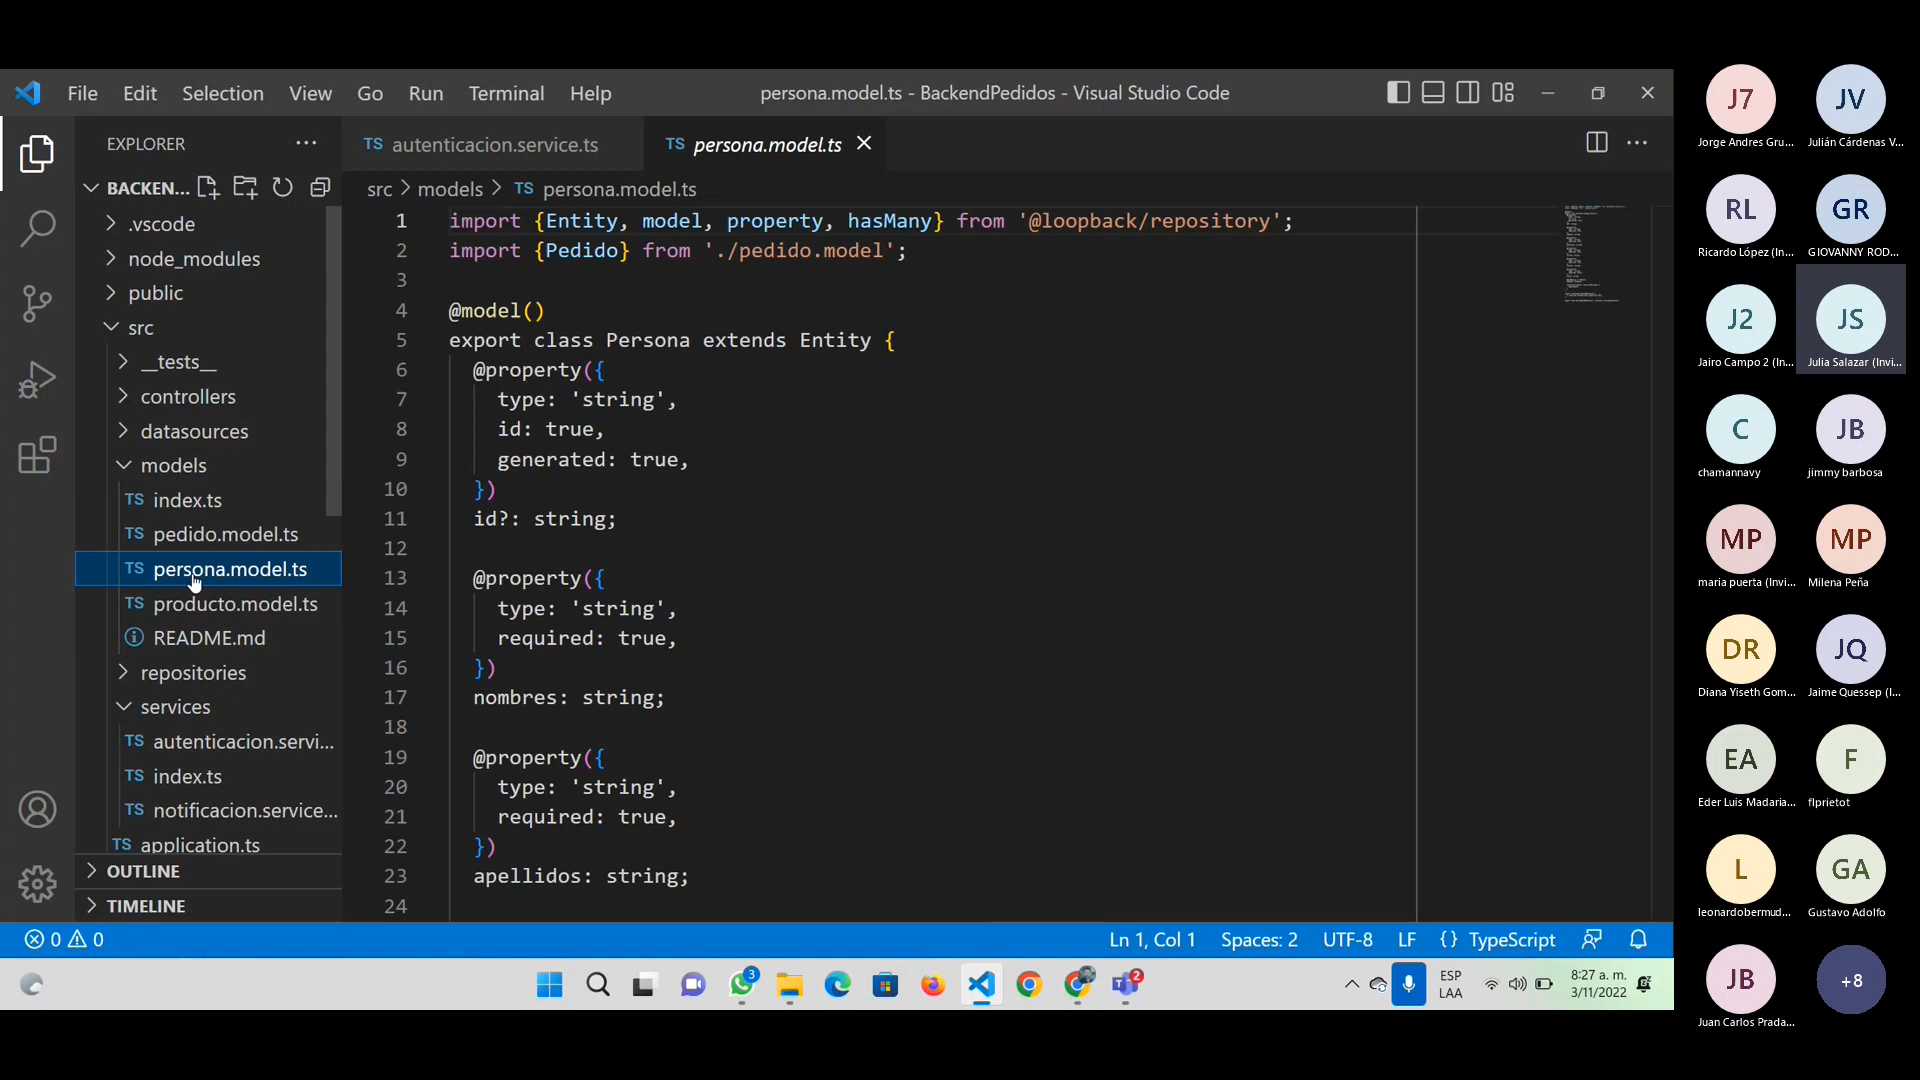 File Edit Selection View Go Run Terminal Help
persona.model.ts - BackendPedidos - Visual Studio Code
EXPLORER
BACKEN...
.vscode
node_modules
public
src
__tests__
controllers
datasources
models
TS index.ts
TS pedido.model.ts
TS persona.model.ts
TS producto.model.ts
README.md
repositories
services
TS autenticacion.servi...
TS index.ts
TS notificacion.service...
TS application.ts
OUTLINE
TIMELINE
TS autenticacion.service.ts
TS persona.model.ts
src > models > TS persona.model.ts
1 import {Entity, model, property, hasMany} from '@loopback/repository';
2 import {Pedido} from './pedido.model';
3
4 @model()
5 export class Persona extends Entity {
6 @property({
7 type: 'string',
8 id: true,
9 generated: true,
10 })
11 id?: string;
12
13 @property({
14 type: 'string',
15 required: true,
16 })
17 nombres: string;
18
19 @property({
20 type: 'string',
21 required: true,
22 })
23 apellidos: string;
24
0 0
Ln 1, Col 1 Spaces: 2 UTF-8 LF {} TypeScript
3
2
ESP
LAA
8:27 a. m.
3/11/2022
J7 JV
Jorge Andres Gru... Julián Cárdenas V...
RL GR
Ricardo López (In... GIOVANNY ROD...
J2 JS
Jairo Campo 2 (In... Julia Salazar (Invi...
C JB
chamannavy jimmy barbosa
MP MP
maria puerta (Invi... Milena Peña
DR JQ
Diana Yiseth Gom... Jaime Quessep (I...
EA F
Eder Luis Madaria... flprietot
L GA
leonardobermud... Gustavo Adolfo
JB +8
Juan Carlos Prada...